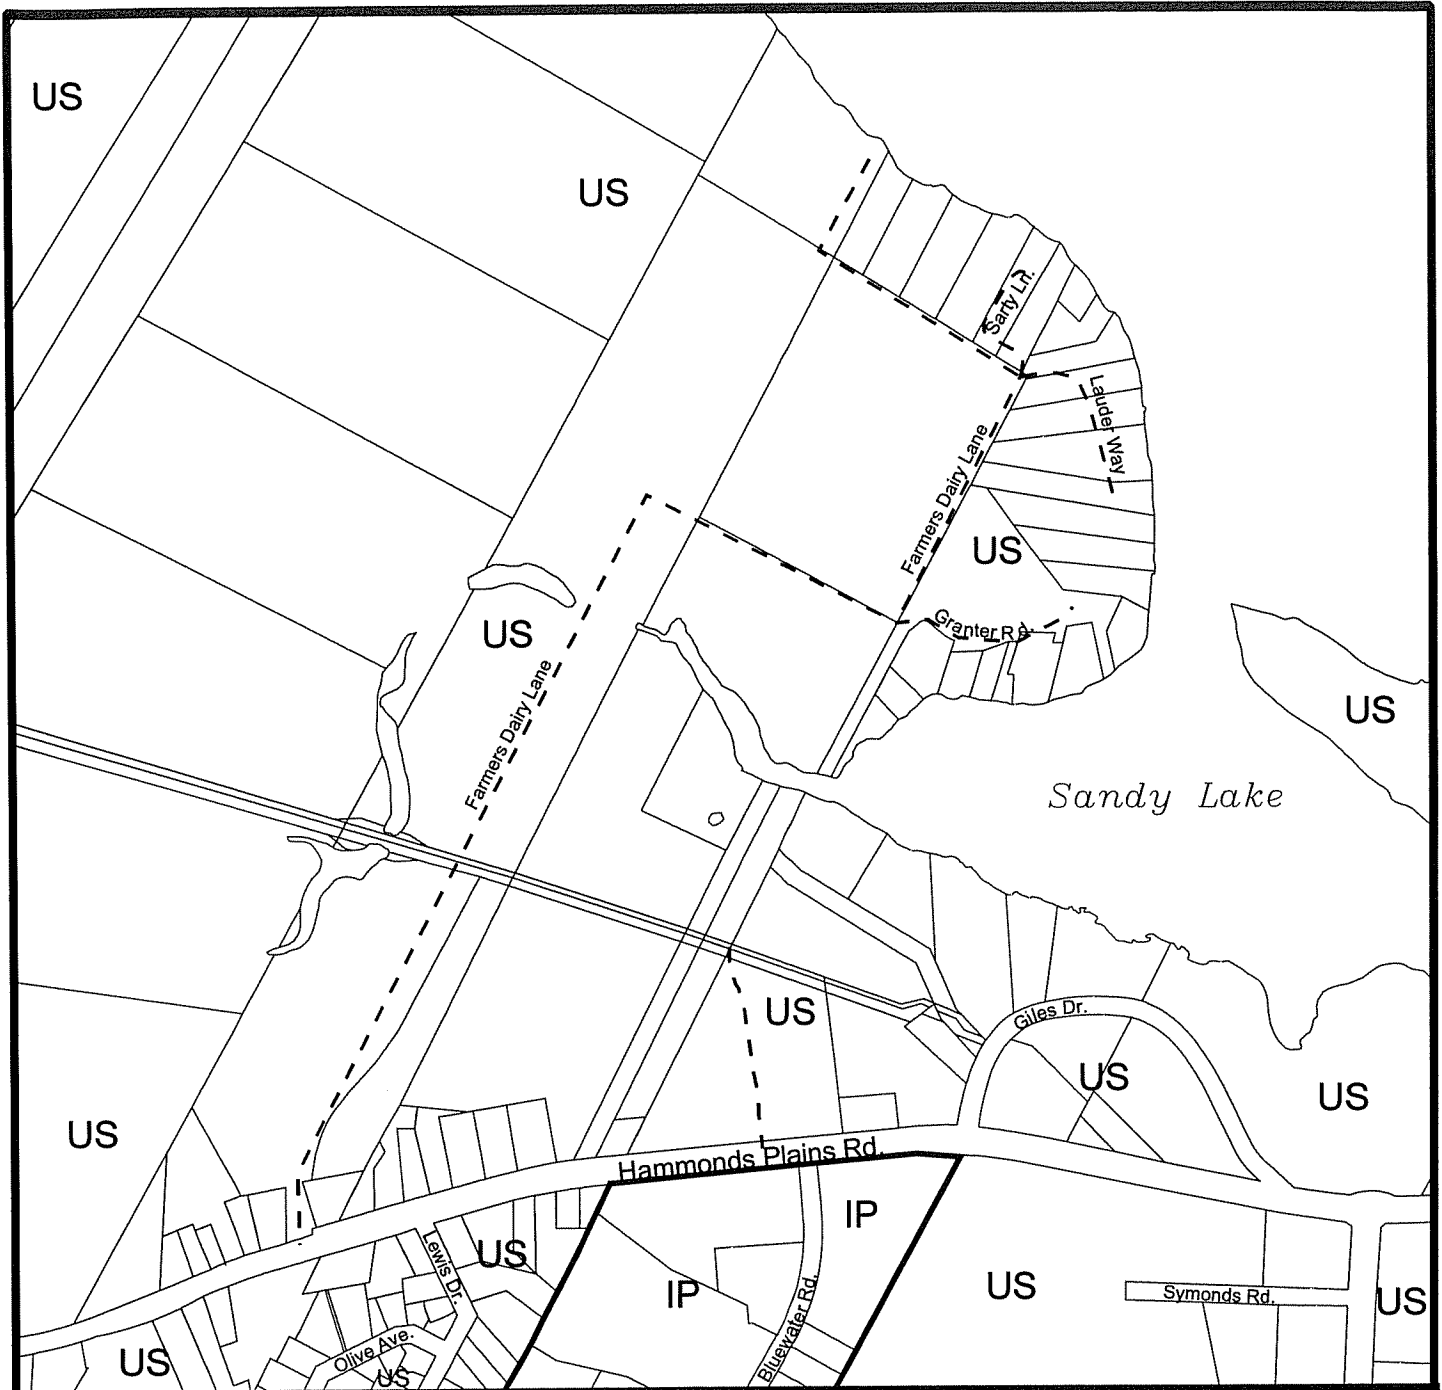 US
US
Sarty Ln.
Lauder Way
Farmers Dairy Lane
US
Granter Rd.
US
Farmers Dairy Lane
US
Sandy Lake
US
Giles Dr.
US
US
US
Hammonds Plains Rd.
IP
Lewis Dr.
US
IP
Bluewater Rd.
US
Symonds Rd.
US
Olive Ave.
US
US